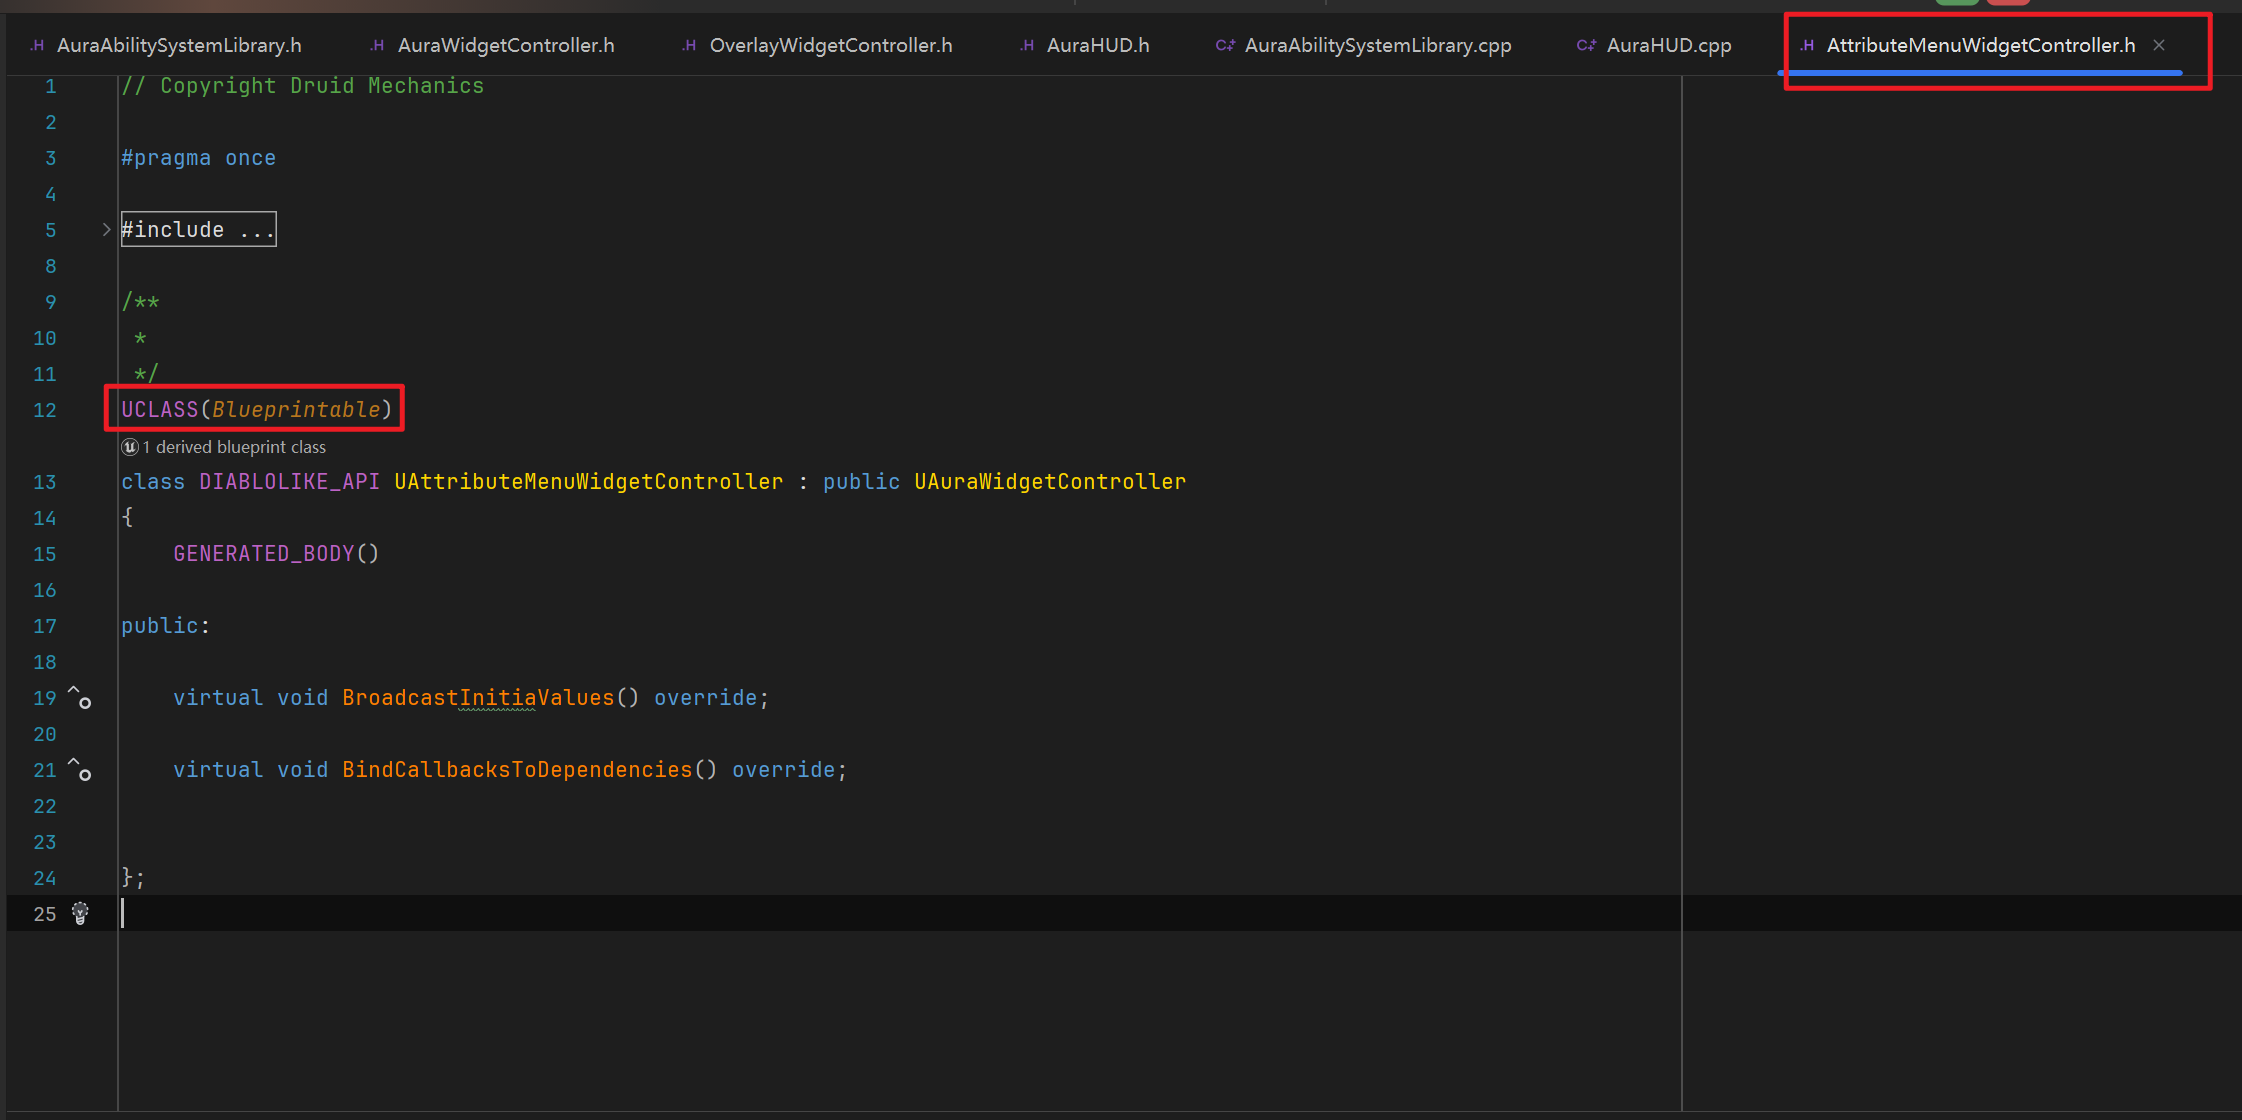 .H AuraAbilitySystemLibrary.h .H AuraWidgetController.h .H OverlayWidgetController.h .H AuraHUD.h C++ AuraAbilitySystemLibrary.cpp C++ AuraHUD.cpp .H AttributeMenuWidgetController.h ×
1 // Copyright Druid Mechanics
2
3 #pragma once
4
5 #include ...
8
9 /**
10 *
11 */
12 UCLASS(Blueprintable)
1 derived blueprint class
13 class DIABLOLIKE_API UAttributeMenuWidgetController : public UAuraWidgetController
14 {
15 GENERATED_BODY()
16
17 public:
18
19 virtual void BroadcastInitiaValues() override;
20
21 virtual void BindCallbacksToDependencies() override;
22
23
24 };
25